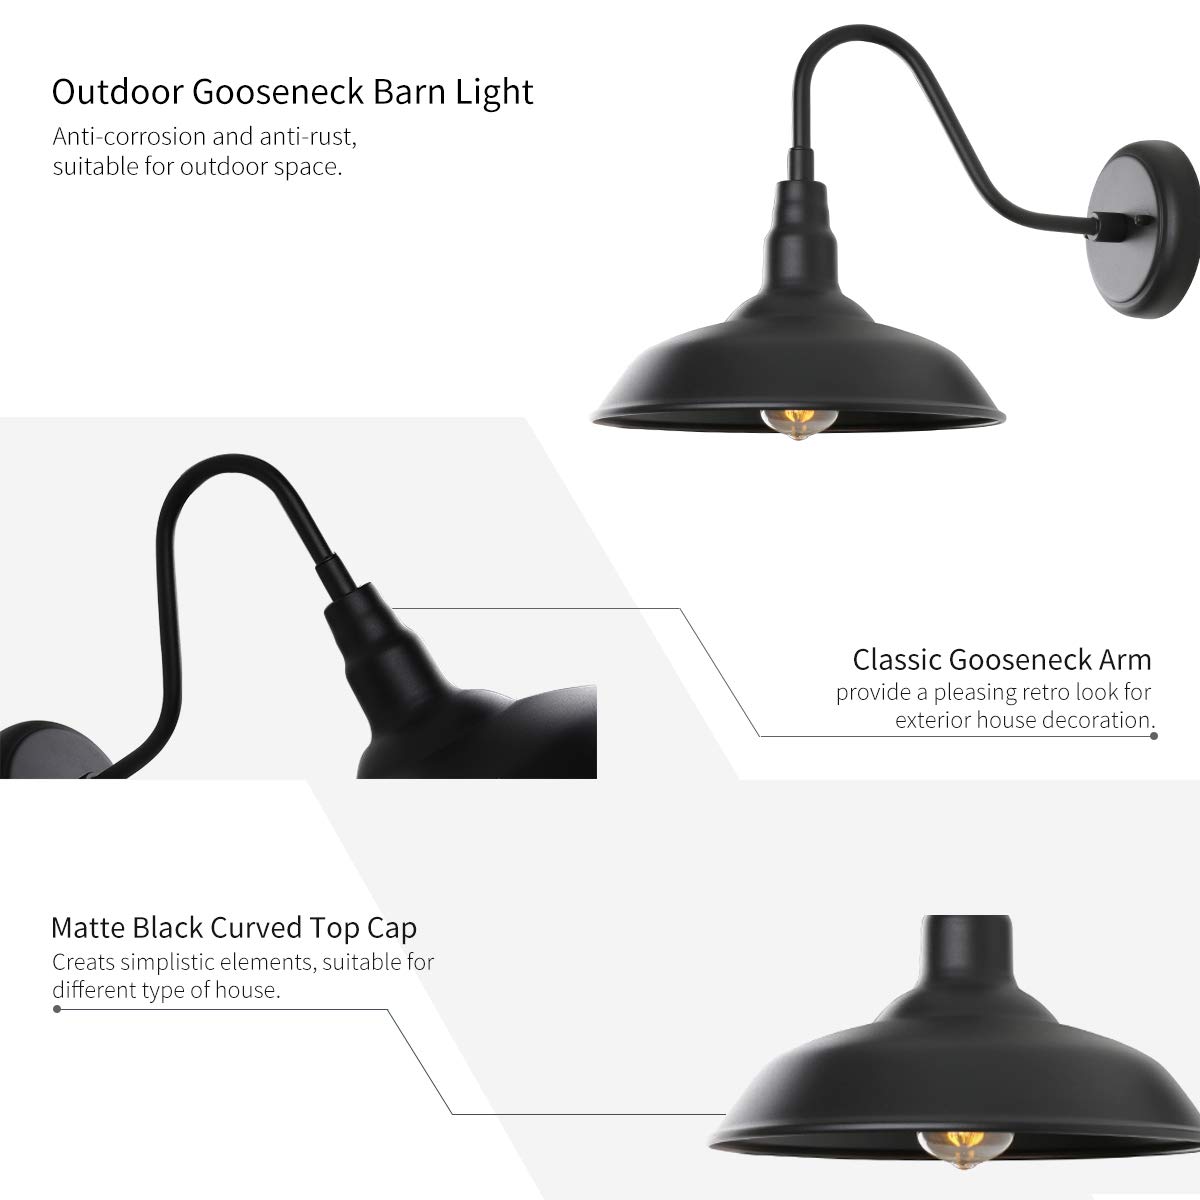 Outdoor Gooseneck Barn Light
Anti-corrosion and anti-rust,
suitable for outdoor space.
Classic Gooseneck Arm
provide a pleasing retro look for
exterior house decoration.
Matte Black Curved Top Cap
Creats simplistic elements, suitable for
different type of house.